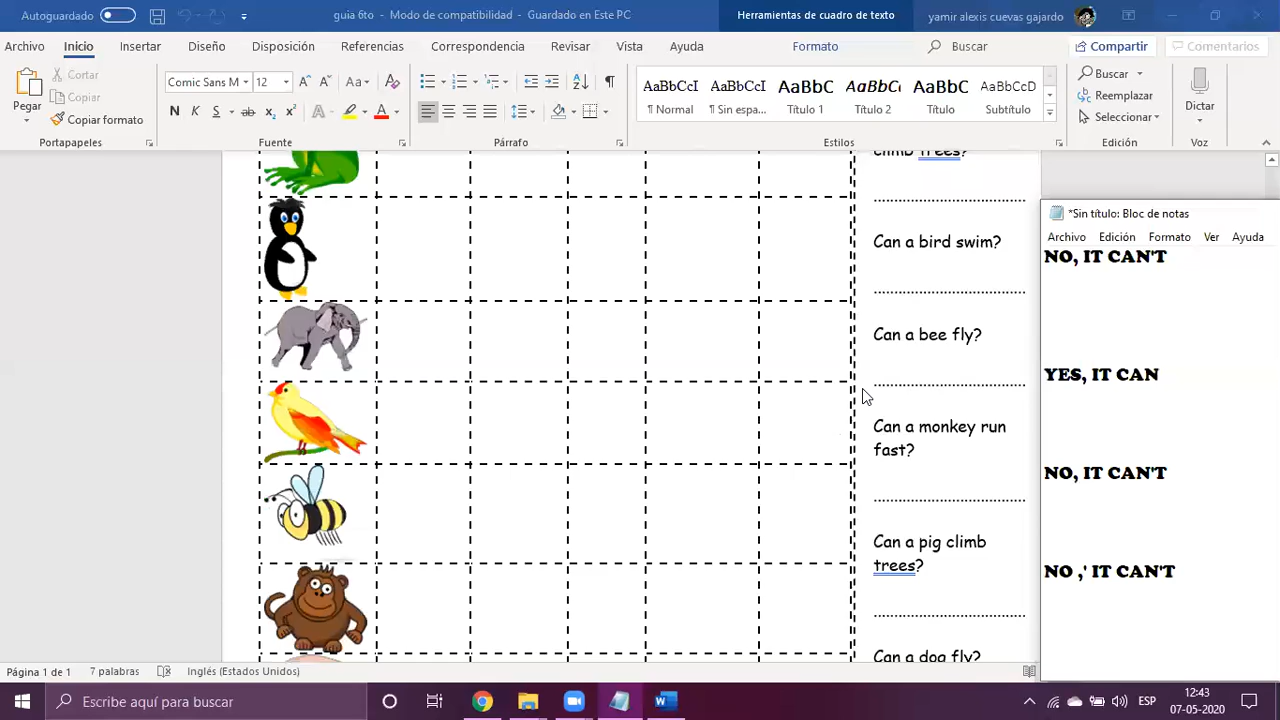 Autoguardado
guia 6to - Modo de compatibilidad - Guardado en Este PC
Herramientas de cuadro de texto
yamir alexis cuevas gajardo
Archivo Inicio Insertar Diseño Disposición Referencias Correspondencia Revisar Vista Ayuda Formato Buscar Compartir Comentarios
Pegar
Cortar
Copiar
Copiar formato
Portapapeles
Comic Sans M 12
Aa
N K S ab x₂ x² A A
Fuente
Párrafo
AaBbCcI AaBbCcI AaBbC AaBbCcI AaBbC AaBbCcD
¶ Normal ¶ Sin espa... Título 1 Título 2 Título Subtítulo
Estilos
Buscar
Reemplazar
Seleccionar
Edición
Dictar
Voz
climb trees?
Can a bird swim?
Can a bee fly?
Can a monkey run
fast?
Can a pig climb
trees?
Can a dog fly?
*Sin título: Bloc de notas
Archivo Edición Formato Ver Ayuda
NO, IT CAN'T
YES, IT CAN
NO, IT CAN'T
NO ,' IT CAN'T
Página 1 de 1 7 palabras Inglés (Estados Unidos)
Escribe aquí para buscar
ESP
12:43
07-05-2020